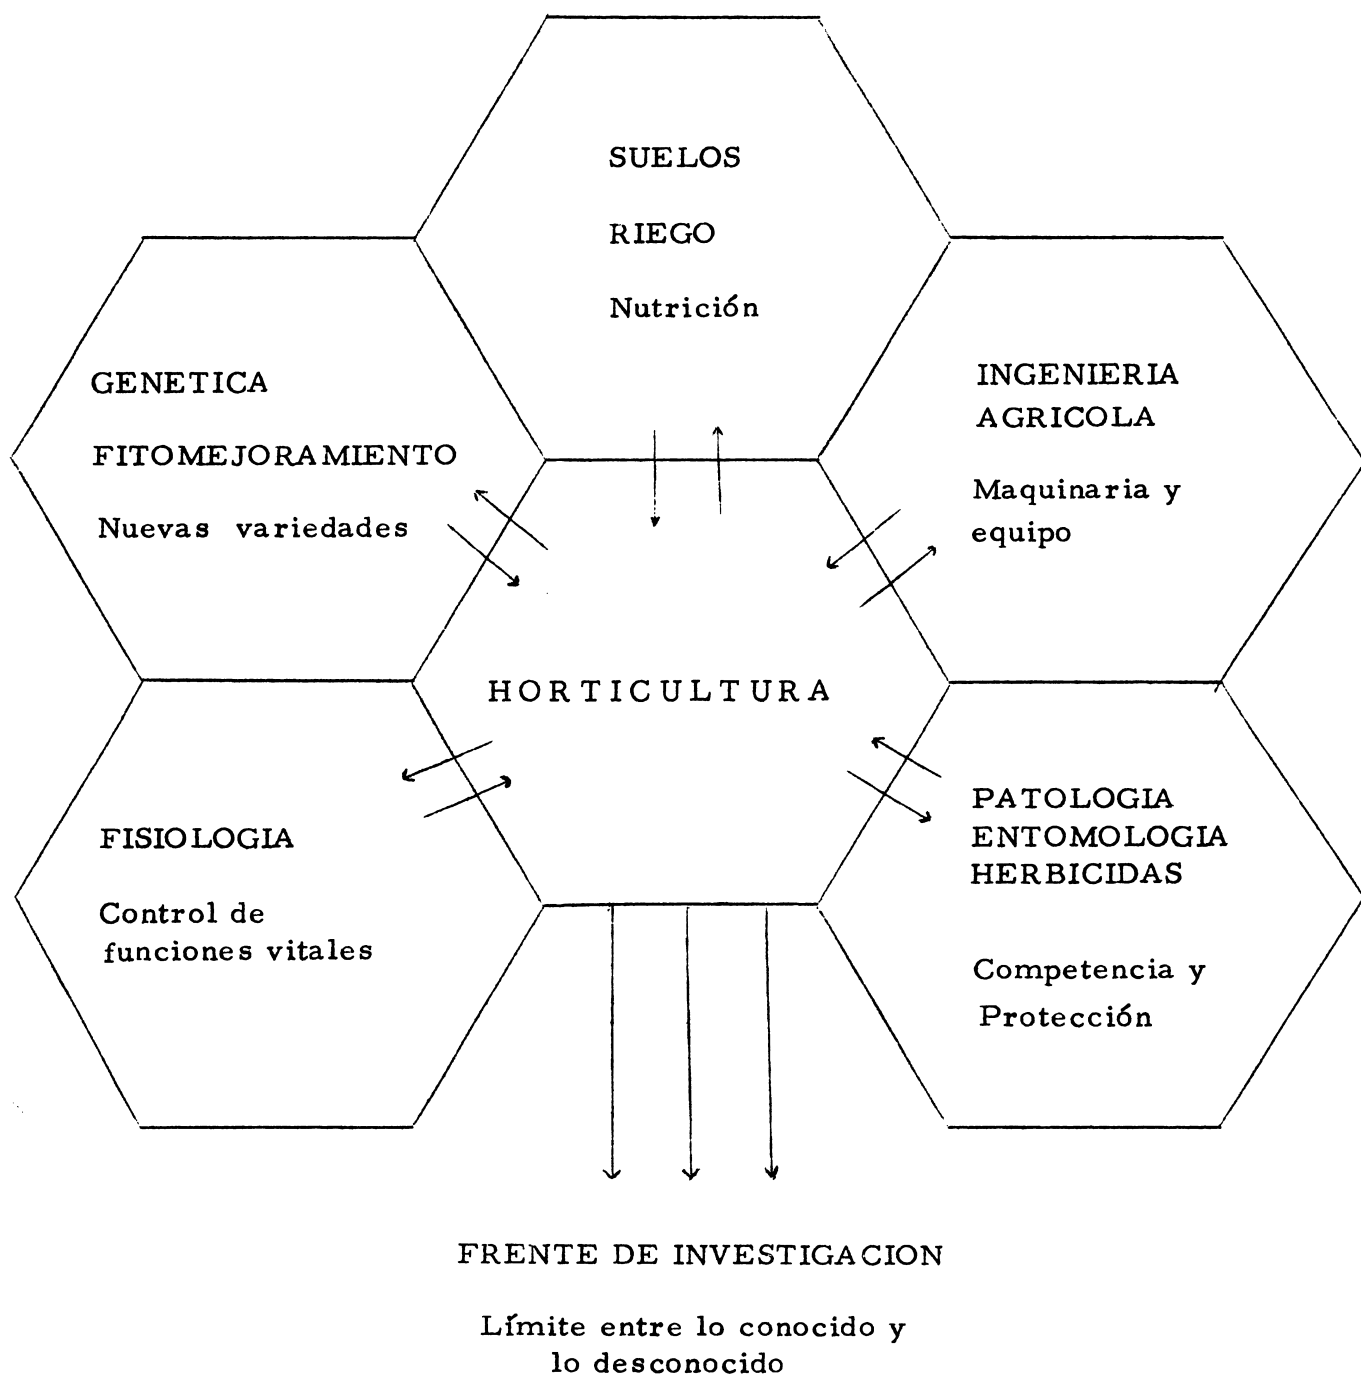 SUELOS
RIEGO
Nutrición
GENETICA
FITOMEJORAMIENTO
Nuevas variedades
INGENIERIA
AGRICOLA
Maquinaria y
equipo
HORTICULTURA
FISIOLOGIA
Control de
funciones vitales
PATOLOGIA
ENTOMOLOGIA
HERBICIDAS
Competencia y
Protección
FRENTE DE INVESTIGACION
Límite entre lo conocido y
lo desconocido